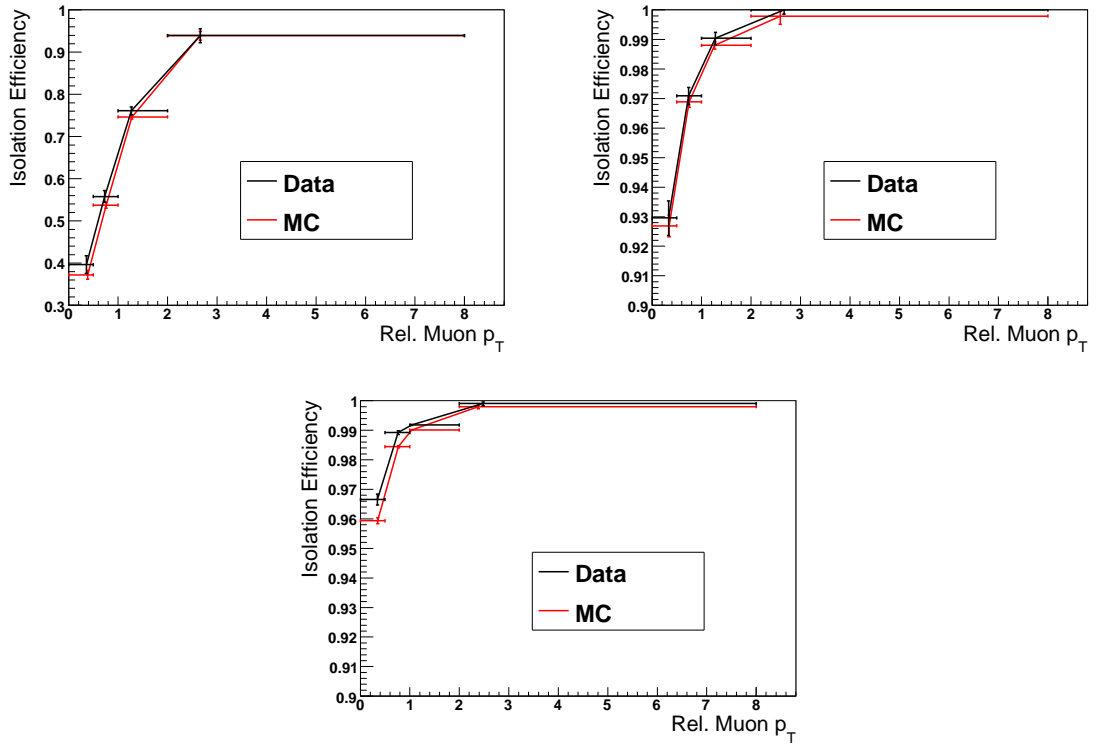 Isolation Efficiency
1
0.9
0.8
0.7
0.6
0.5
0.4
0.3
0 1 2 3 4 5 6 7 8
Rel. Muon p_T
Data
MC
Isolation Efficiency
1
0.99
0.98
0.97
0.96
0.95
0.94
0.93
0.92
0.91
0.9
0 1 2 3 4 5 6 7 8
Rel. Muon p_T
Data
MC
Isolation Efficiency
1
0.99
0.98
0.97
0.96
0.95
0.94
0.93
0.92
0.91
0.9
0 1 2 3 4 5 6 7 8
Rel. Muon p_T
Data
MC